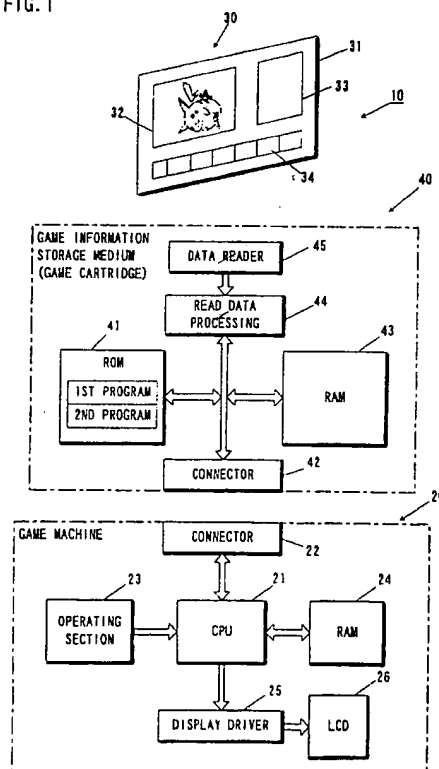 FIG. 1
30
31
33
32
10
34
40
GAME INFORMATION
STORAGE MEDIUM
(GAME CARTRIDGE)
DATA READER
45
READ DATA
PROCESSING
44
41
ROM
1ST PROGRAM
2ND PROGRAM
43
RAM
CONNECTOR
42
GAME MACHINE
CONNECTOR
22
23
OPERATING
SECTION
21
CPU
24
RAM
25
DISPLAY DRIVER
26
LCD